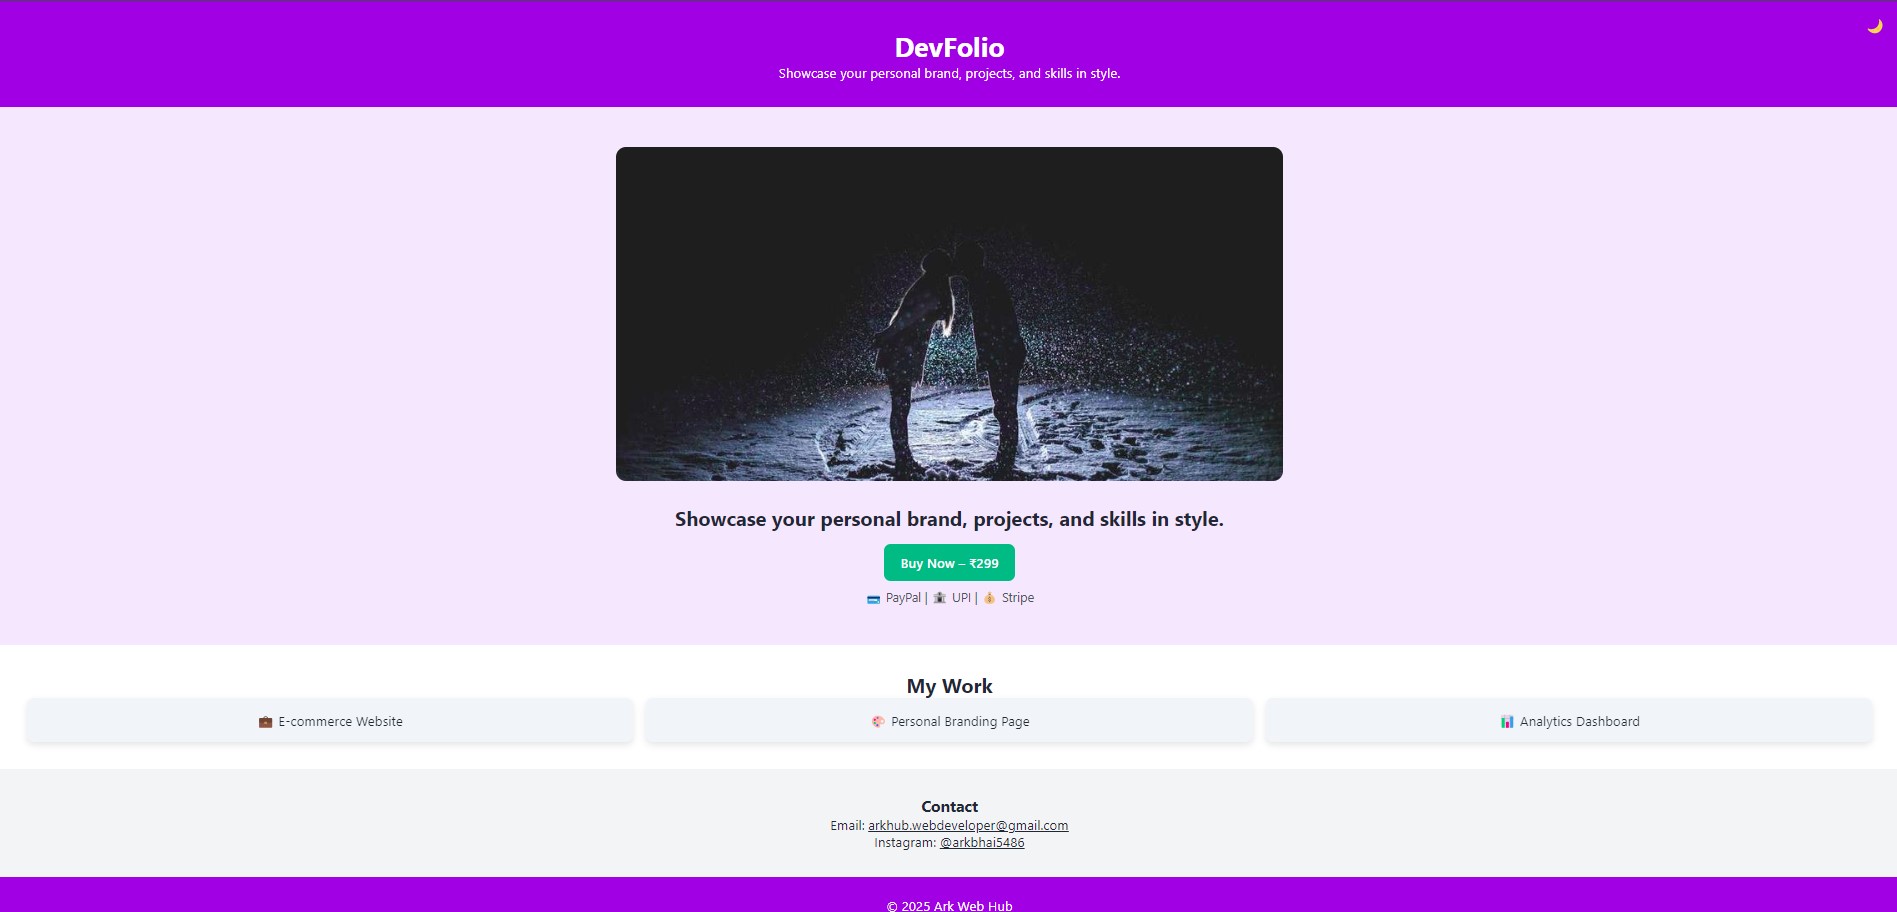 DevFolio
Showcase your personal brand, projects, and skills in style.
Showcase your personal brand, projects, and skills in style.
Buy Now – ₹299
PayPal | UPI | Stripe
My Work
E-commerce Website
Personal Branding Page
Analytics Dashboard
Contact
Email: arkhub.webdeveloper@gmail.com
Instagram: @arkbhai5486
© 2025 Ark Web Hub